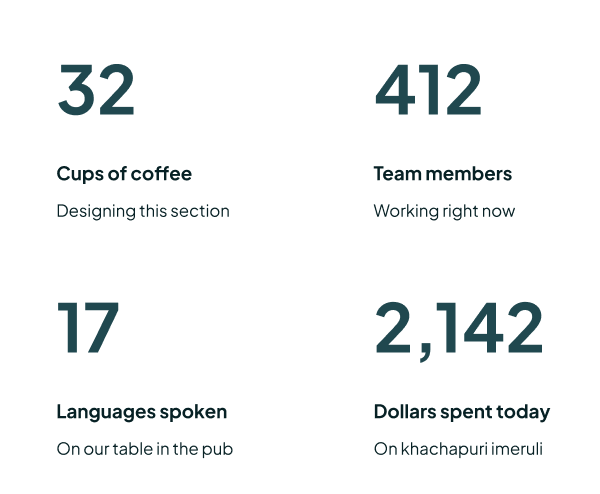 32
Cups of coffee
Designing this section
412
Team members
Working right now
17
Languages spoken
On our table in the pub
2,142
Dollars spent today
On khachapuri imeruli